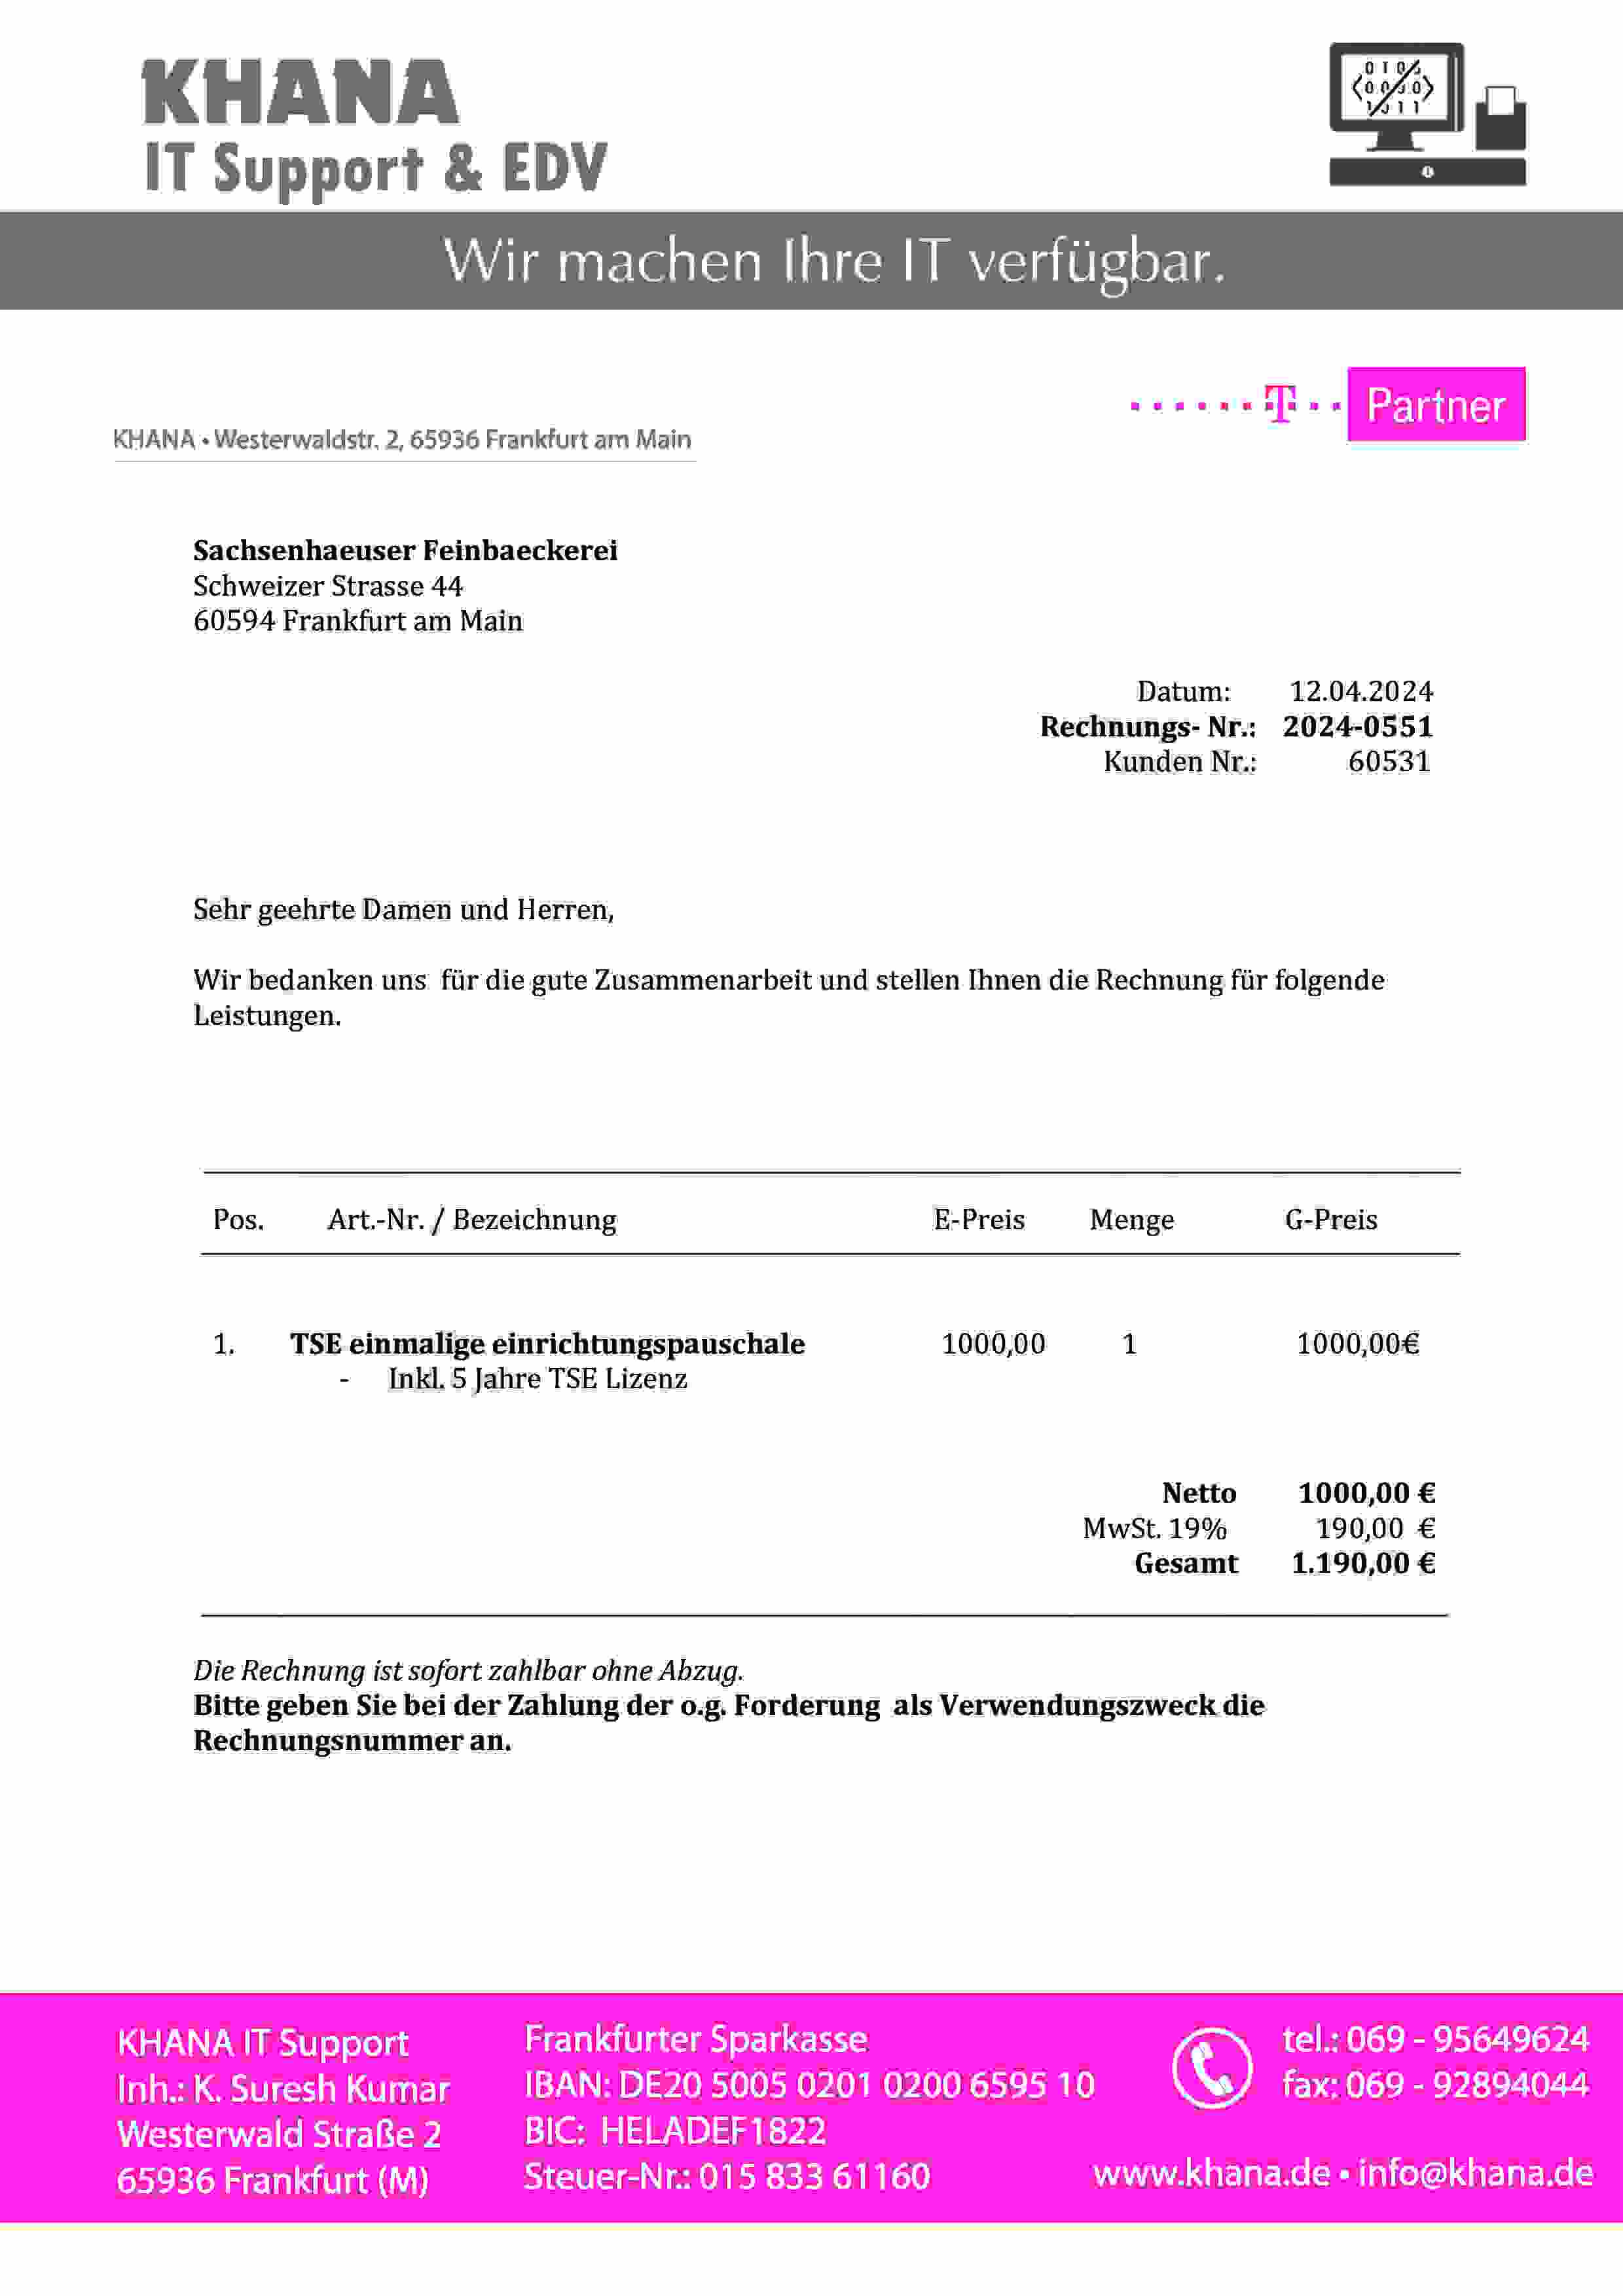 KHANA
IT Support & EDV
Wir machen Ihre IT verfügbar.
T Partner
KHANA • Westerwaldstr. 2, 65936 Frankfurt am Main
Sachsenhaeuser Feinbaeckerei
Schweizer Strasse 44
60594 Frankfurt am Main
Datum: 12.04.2024
Rechnungs- Nr.: 2024-0551
Kunden Nr.: 60531
Sehr geehrte Damen und Herren,
Wir bedanken uns für die gute Zusammenarbeit und stellen Ihnen die Rechnung für folgende
Leistungen.
Pos. Art.-Nr. / Bezeichnung E-Preis Menge G-Preis
1. TSE einmalige einrichtungspauschale 1000,00 1 1000,00€
- Inkl. 5 Jahre TSE Lizenz
Netto 1000,00 €
MwSt. 19% 190,00 €
Gesamt 1.190,00 €
Die Rechnung ist sofort zahlbar ohne Abzug.
Bitte geben Sie bei der Zahlung der o.g. Forderung als Verwendungszweck die
Rechnungsnummer an.
KHANA IT Support
Inh.: K. Suresh Kumar
Westerwald Straße 2
65936 Frankfurt (M)
Frankfurter Sparkasse
IBAN: DE20 5005 0201 0200 6595 10
BIC: HELADEF1822
Steuer-Nr.: 015 833 61160
tel.: 069 - 95649624
fax: 069 - 92894044
www.khana.de • info@khana.de